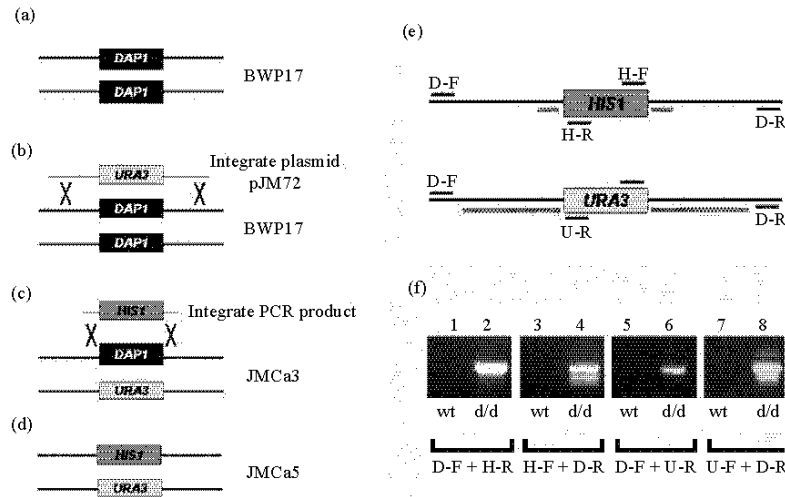 (a)
DAP1
DAP1
BWP17
(b)
URA3
Integrate plasmid
pJM72
DAP1
DAP1
BWP17
(c)
HIS1
Integrate PCR product
DAP1
URA3
JMCa3
(d)
HIS1
URA3
JMCa5
(e)
D-F
H-F
HIS1
H-R
D-R
D-F
URA3
U-R
D-R
(f)
1 2 3 4 5 6 7 8
wt d/d wt d/d wt d/d wt d/d
D-F + H-R H-F + D-R D-F + U-R U-F + D-R